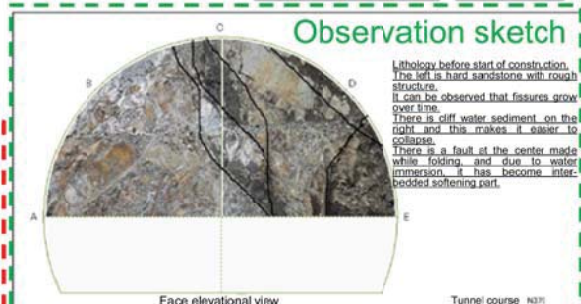 Observation sketch
C
B
D
A
E
Lithology before start of construction.
The left is hard sandstone with rough
structure.
It can be observed that fissures grow
over time.
There is cliff water sediment on the
right and this makes it easier to
collapse.
There is a fault at the center made
while folding, and due to water
immersion, it has become inter-
bedded softening part.
Face elevational view
Tunnel course